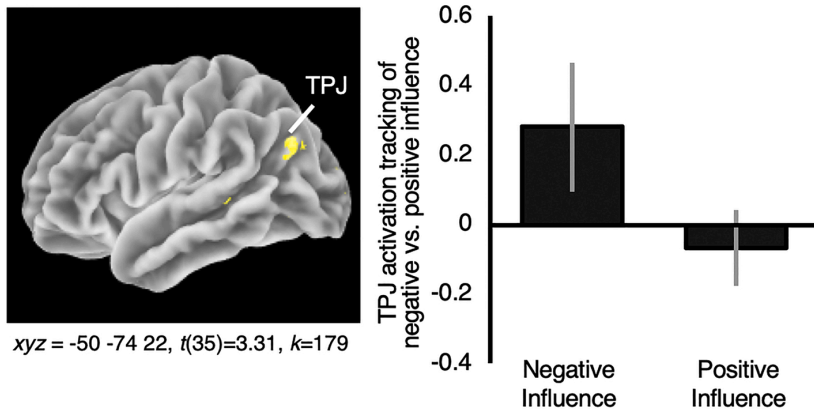 TPJ
k
xyz = -50 -74 22, t(35)=3.31, k=179
TPJ activation tracking of
negative vs. positive influence
0.6
0.4
0.2
0
-0.2
-0.4
Negative
Influence
Positive
Influence